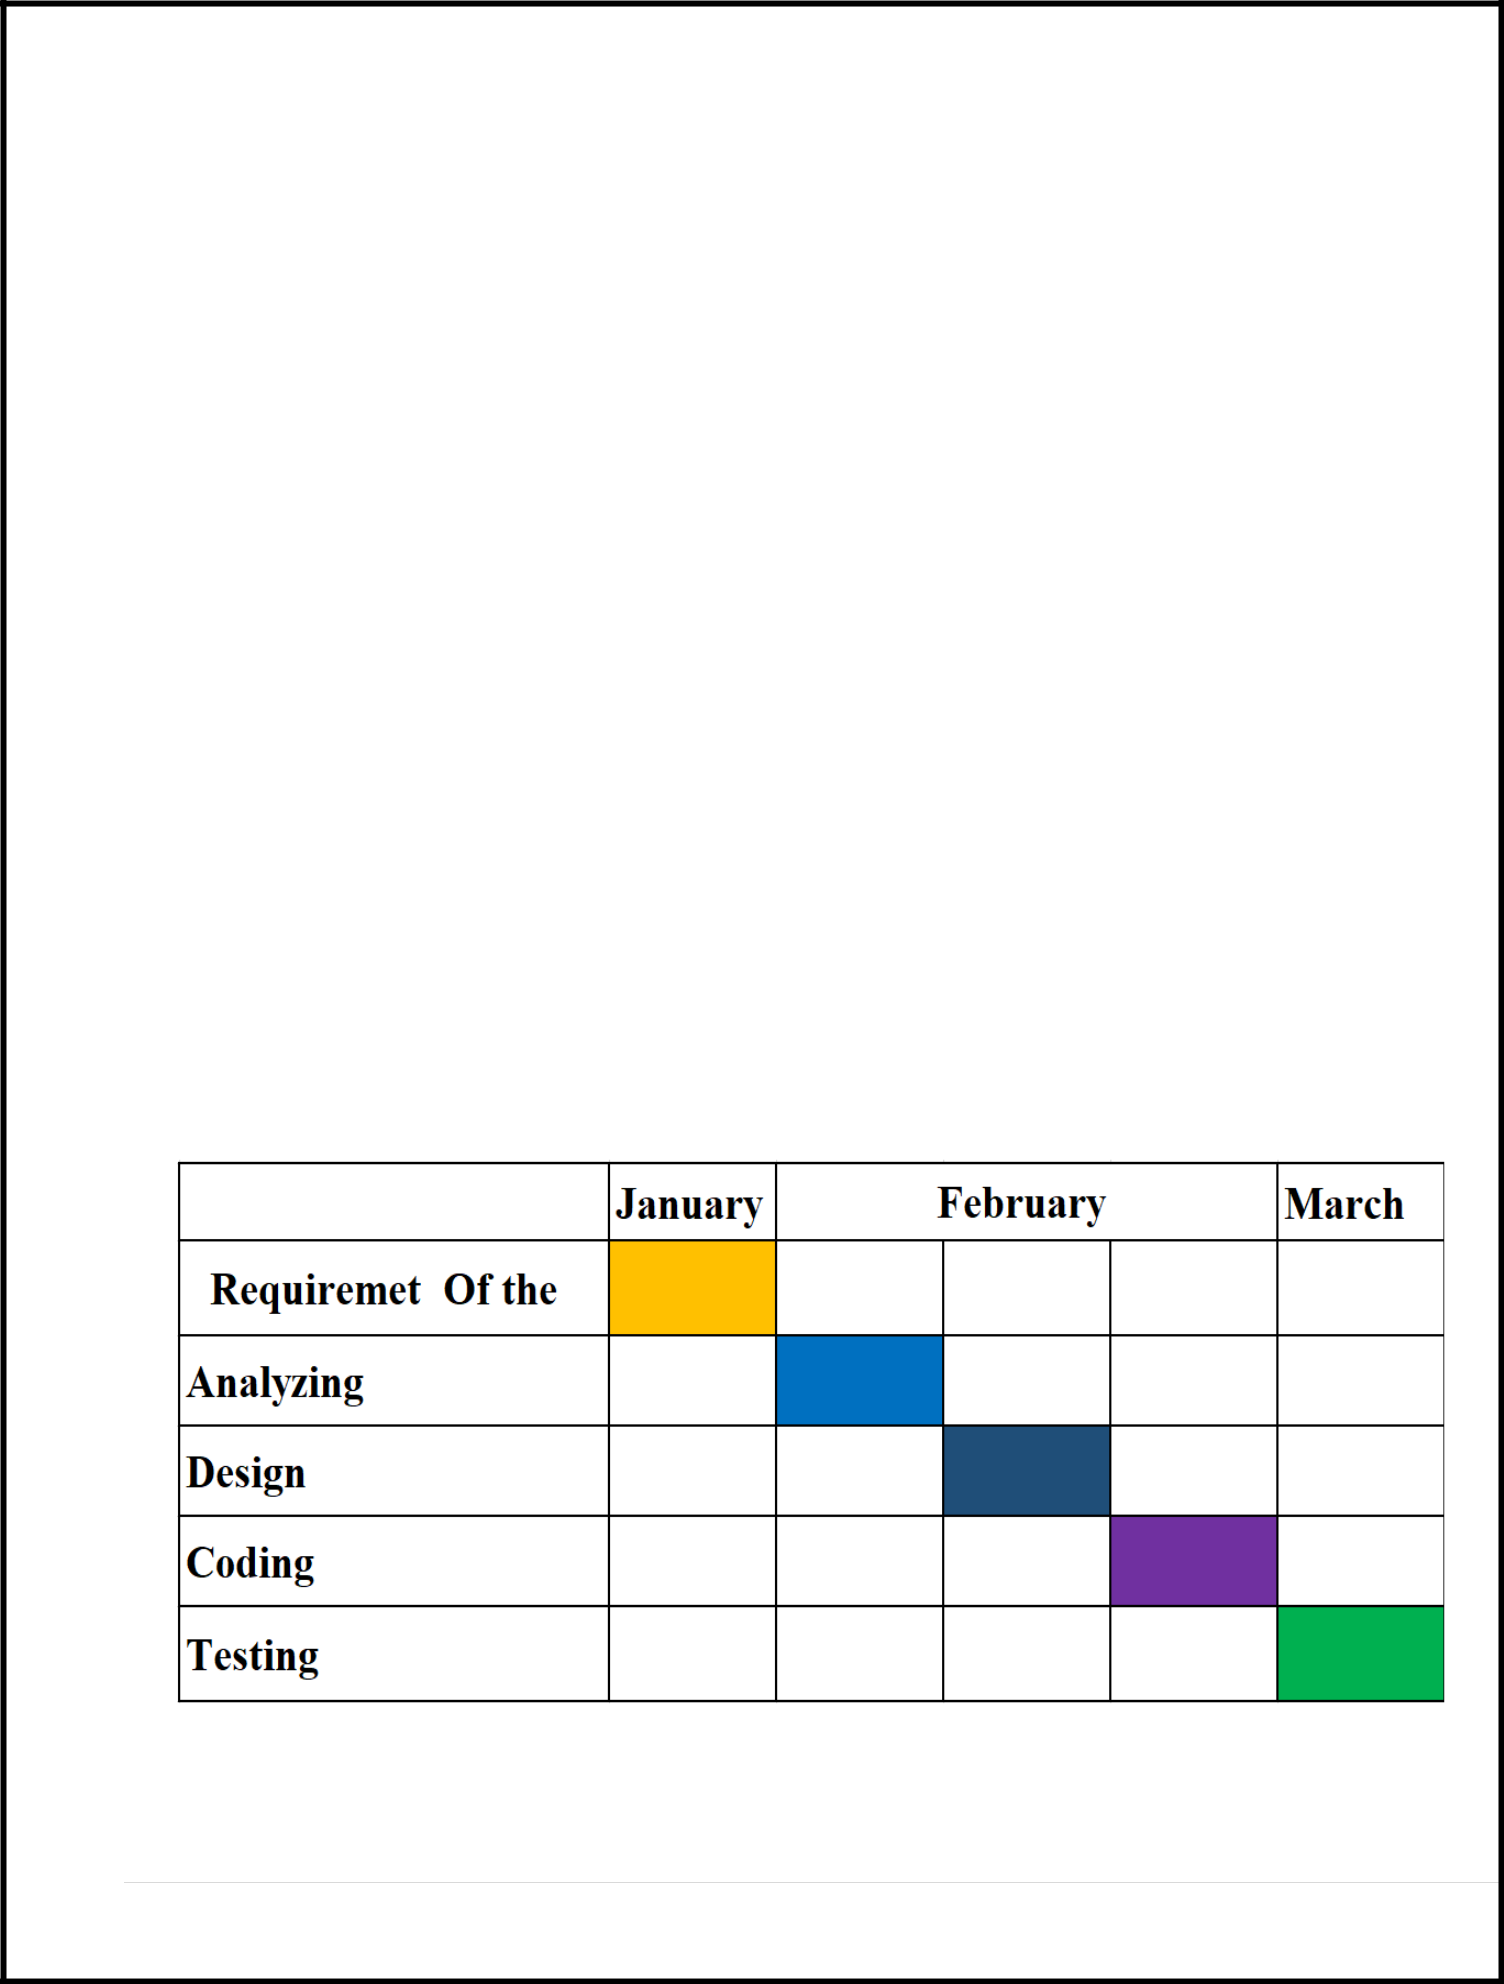 January February March
Requiremet Of the
Analyzing
Design
Coding
Testing